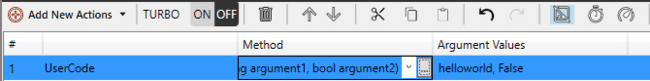 Add New Actions TURBO ON OFF
# Method Argument Values
1 UserCode g argument1, bool argument2) ... helloworld, False